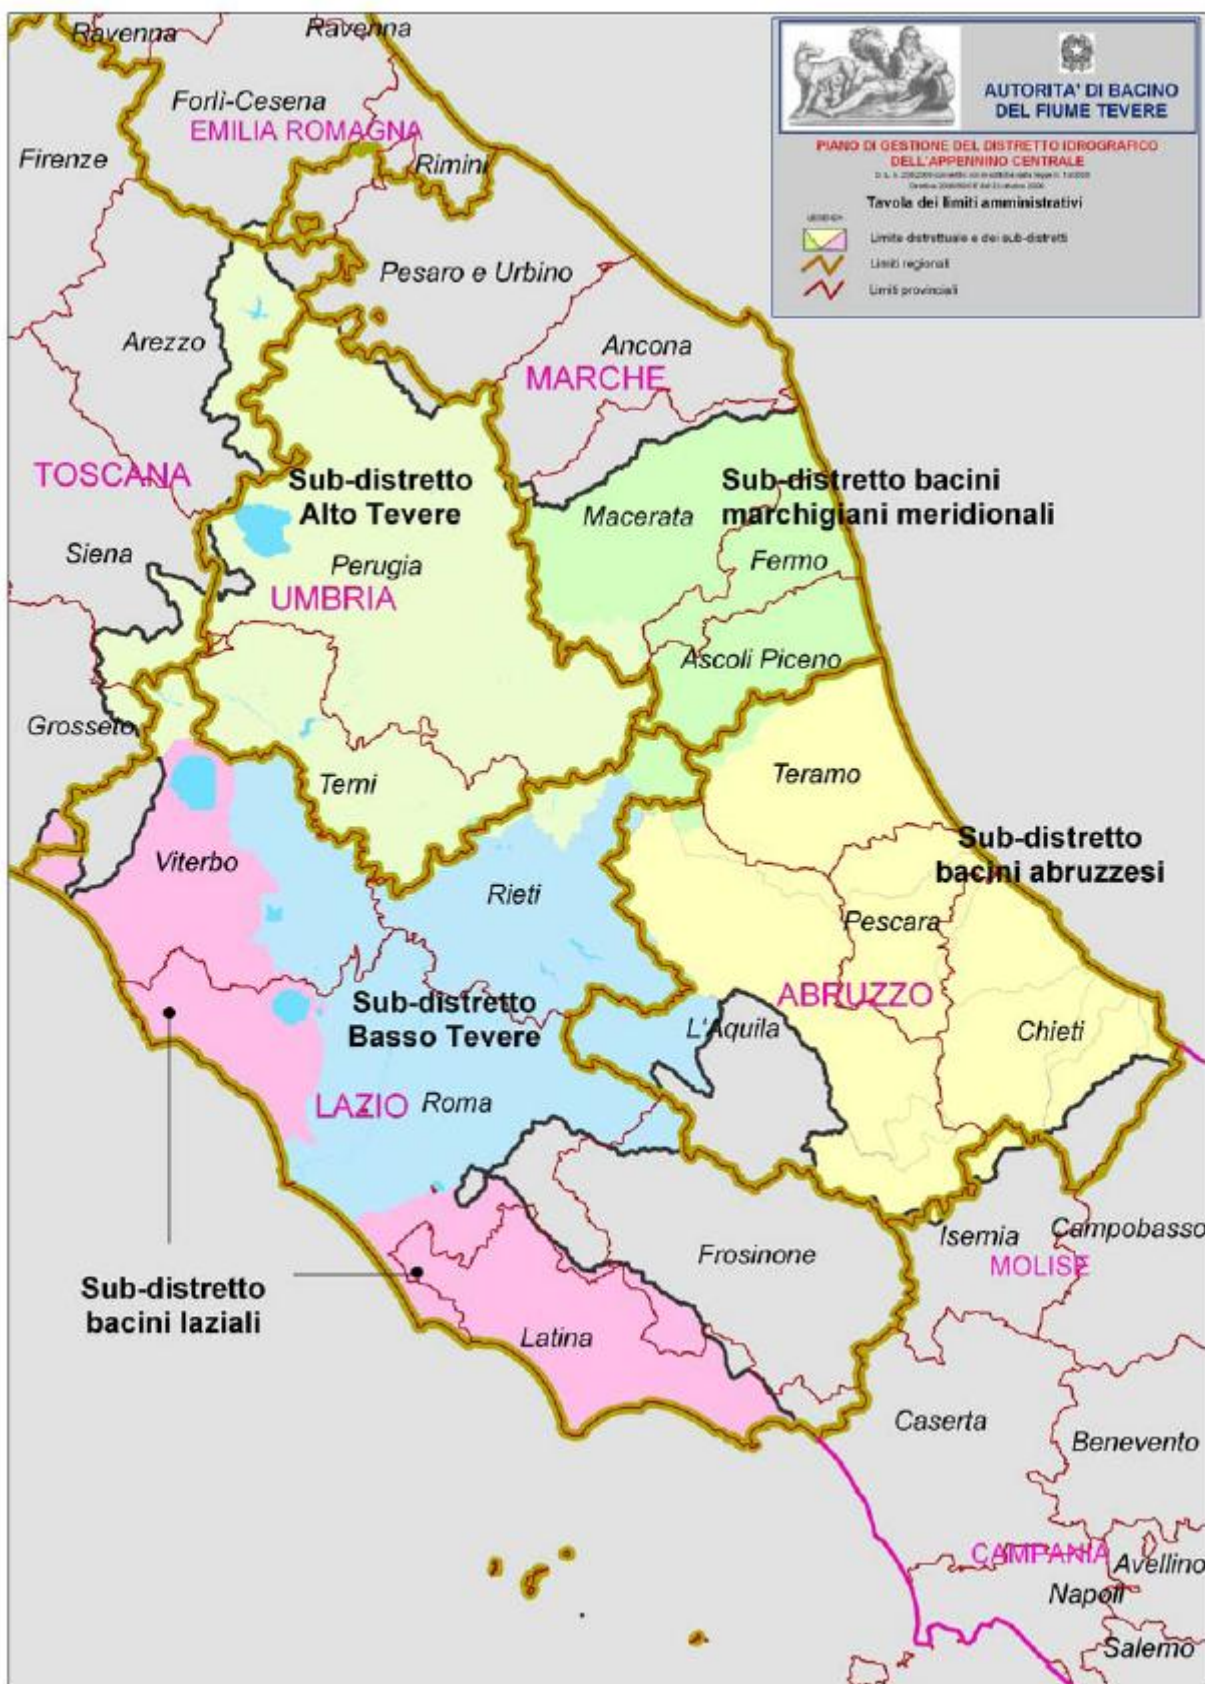 Ravenna
Ravenna
Forlì-Cesena
EMILIA ROMAGNA
Firenze
Rimini
AUTORITA' DI BACINO
DEL FIUME TEVERE
PIANO DI GESTIONE DEL DISTRETTO IDROGRAFICO
DELL'APPENNINO CENTRALE
Tavola dei limiti amministrativi
LEGENDA
Limite distrettuale e dei sub-distretti
Limiti regionali
Limiti provinciali
Pesaro e Urbino
Arezzo
Ancona
MARCHE
TOSCANA
Sub-distretto
Alto Tevere
Sub-distretto bacini
marchigiani meridionali
Macerata
Siena
Perugia
Fermo
UMBRIA
Ascoli Piceno
Grosseto
Terni
Teramo
Sub-distretto
bacini abruzzesi
Viterbo
Rieti
Pescara
ABRUZZO
Sub-distretto
Basso Tevere
L'Aquila
Chieti
LAZIO
Roma
Isernia
Campobasso
MOLISE
Frosinone
Sub-distretto
bacini laziali
Latina
Caserta
Benevento
CAMPANIA
Avellino
Napoli
Salerno